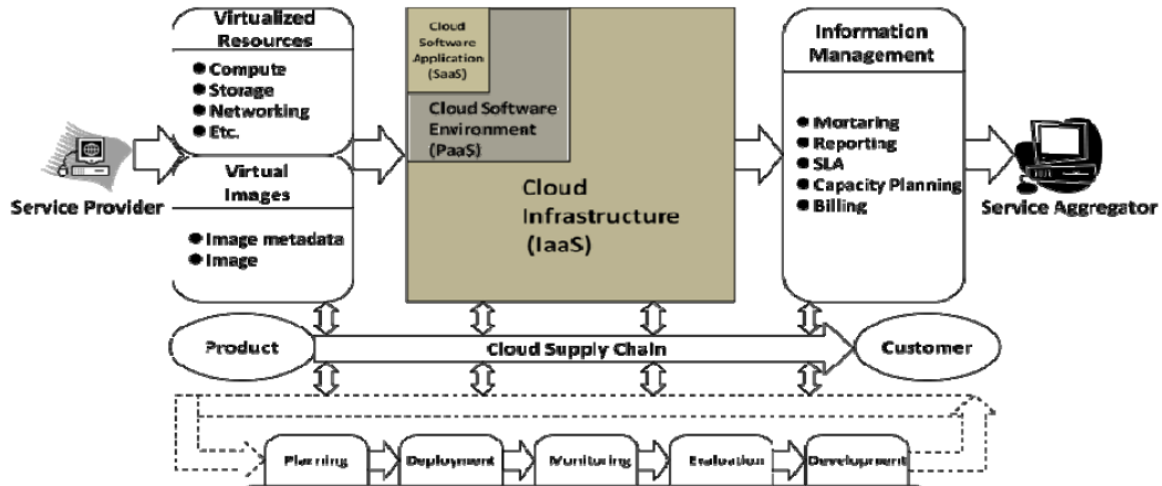 Virtualized
Resources
Compute
Storage
Networking
Etc.
Virtual
Images
Image metadata
Image
Service Provider
Cloud
Software
Application
(SaaS)
Cloud Software
Environment
(PaaS)
Cloud
Infrastructure
(IaaS)
Information
Management
Mortaring
Reporting
SLA
Capacity Planning
Billing
Service Aggregator
Product
Cloud Supply Chain
Customer
Planning
Deployment
Munituring
Evaluation
Development